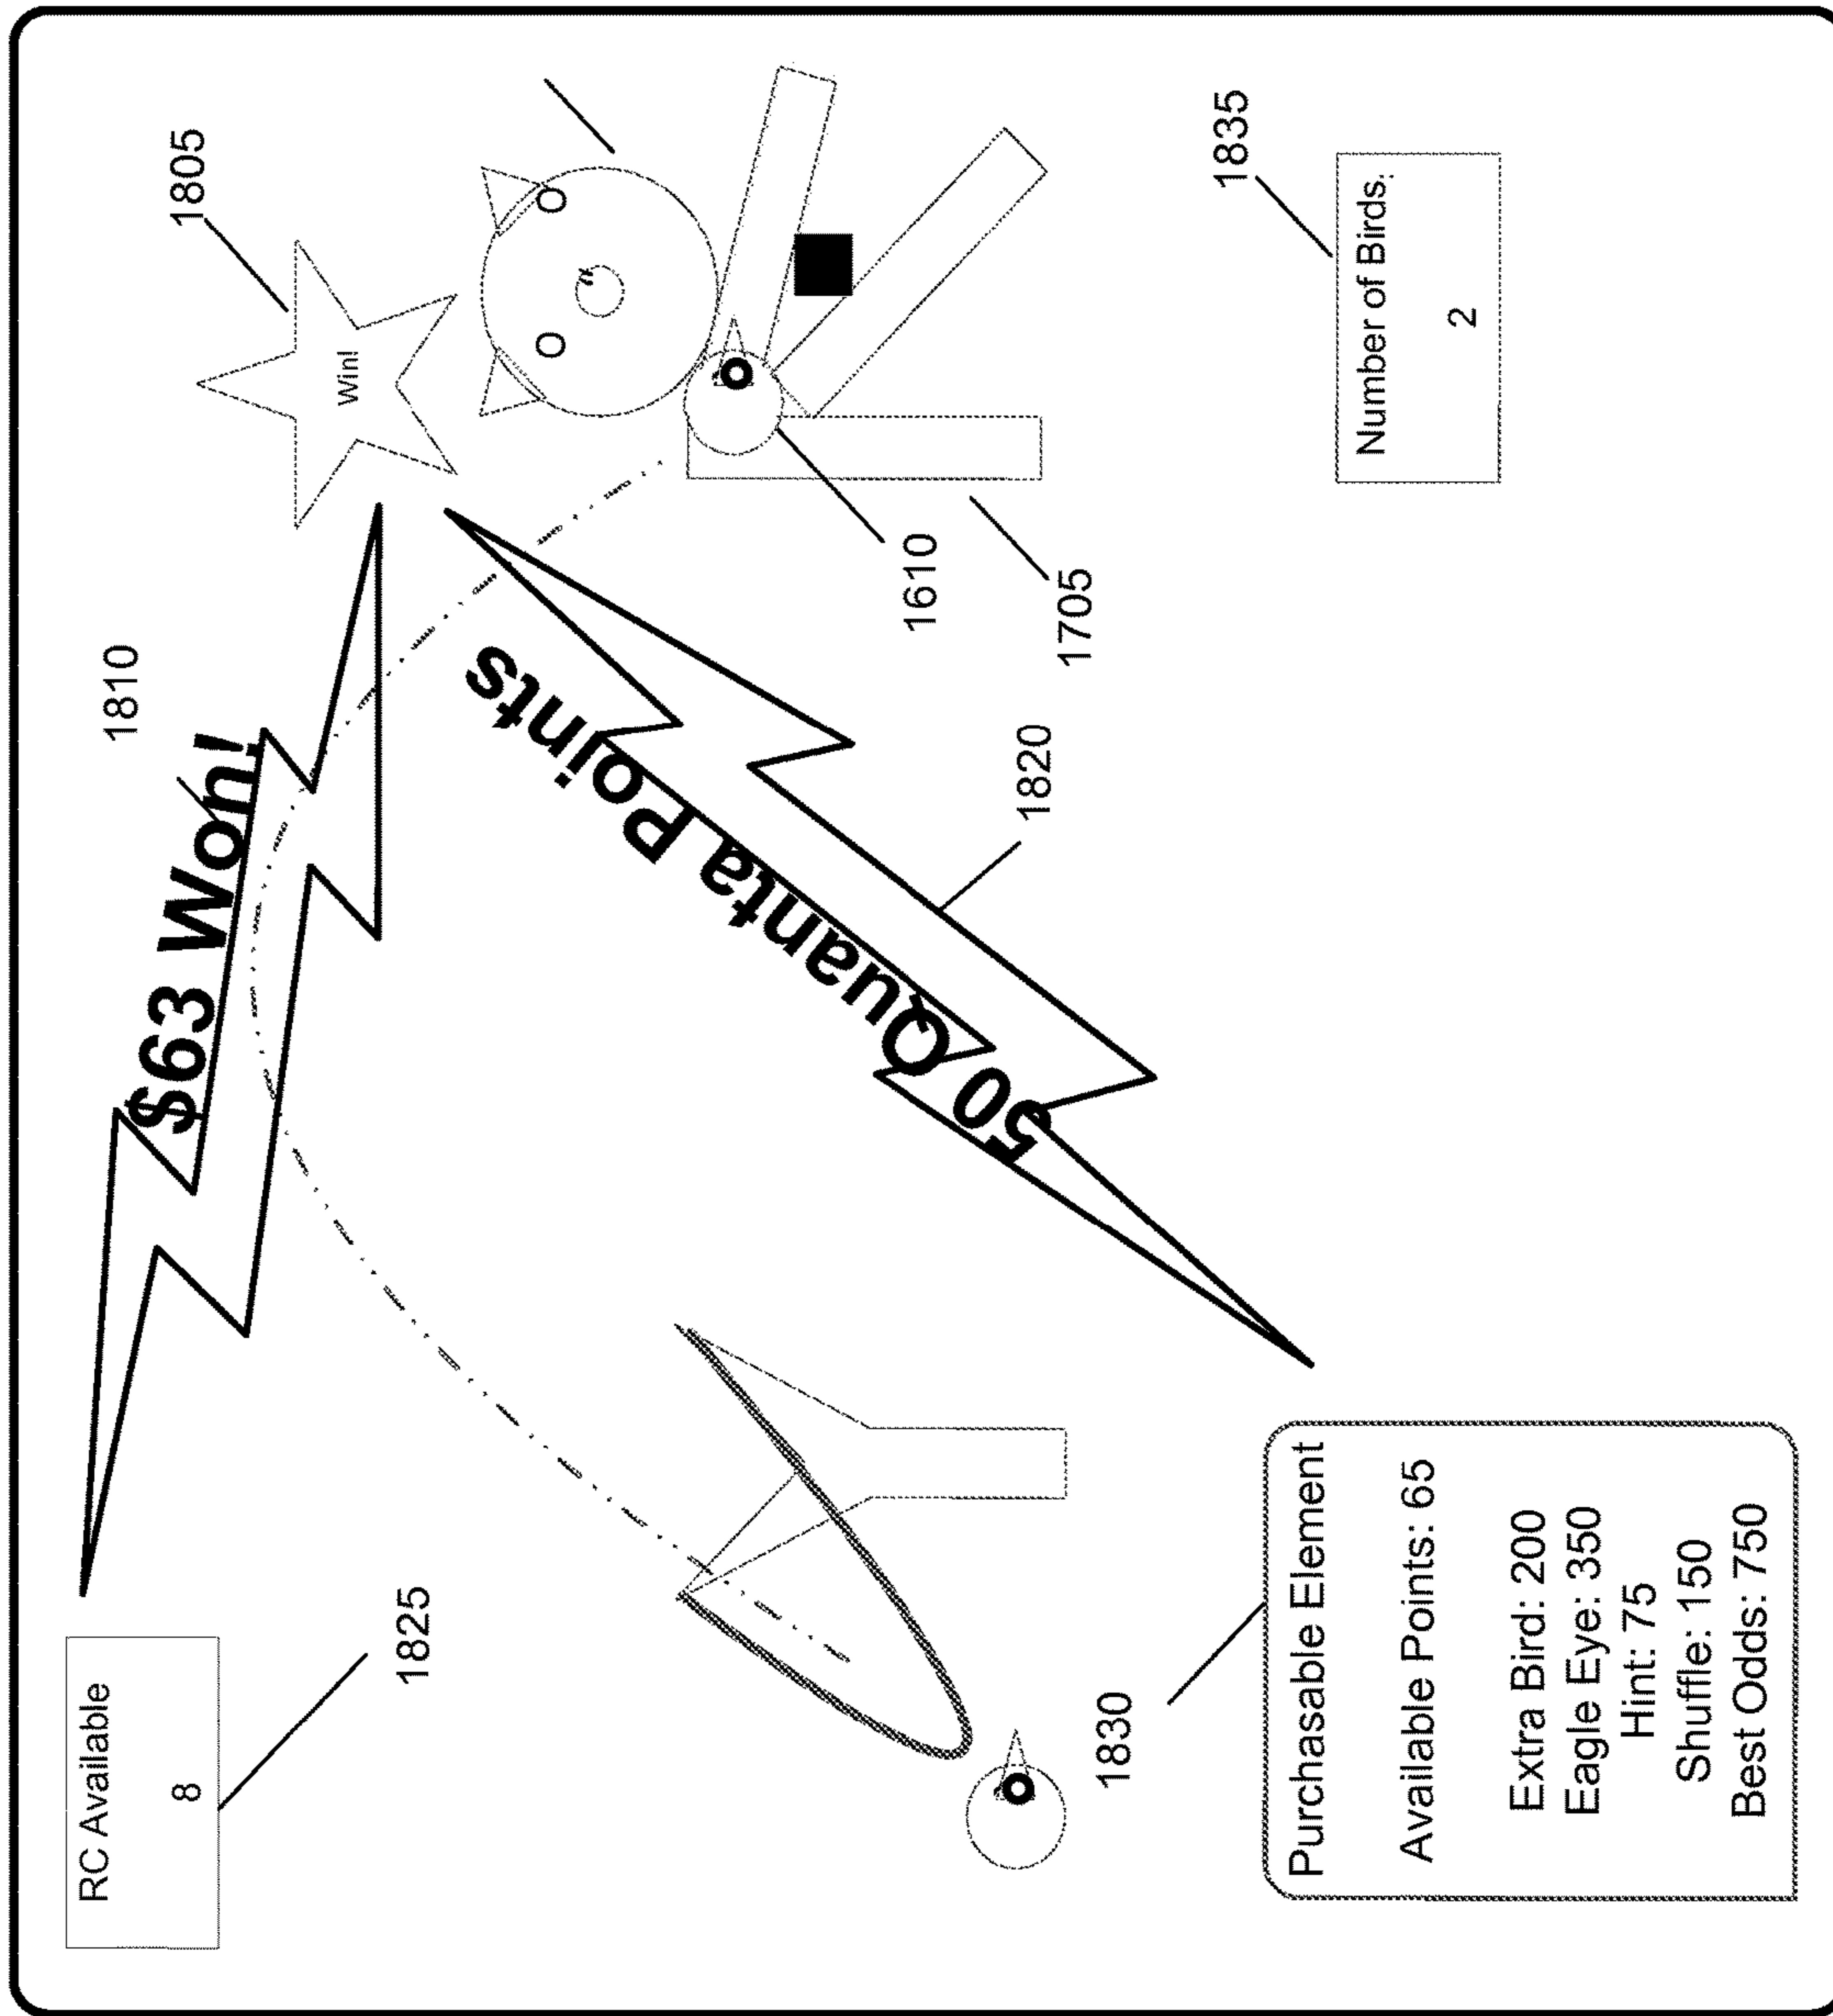 RC Available
8
1825
$63 Won!
1810
1805
Win!
50 Quanta Points
1820
1610
1705
1830
Purchasable Element
Available Points: 65
Extra Bird: 200
Eagle Eye: 350
Hint: 75
Shuffle: 150
Best Odds: 750
1835
Number of Birds.
2